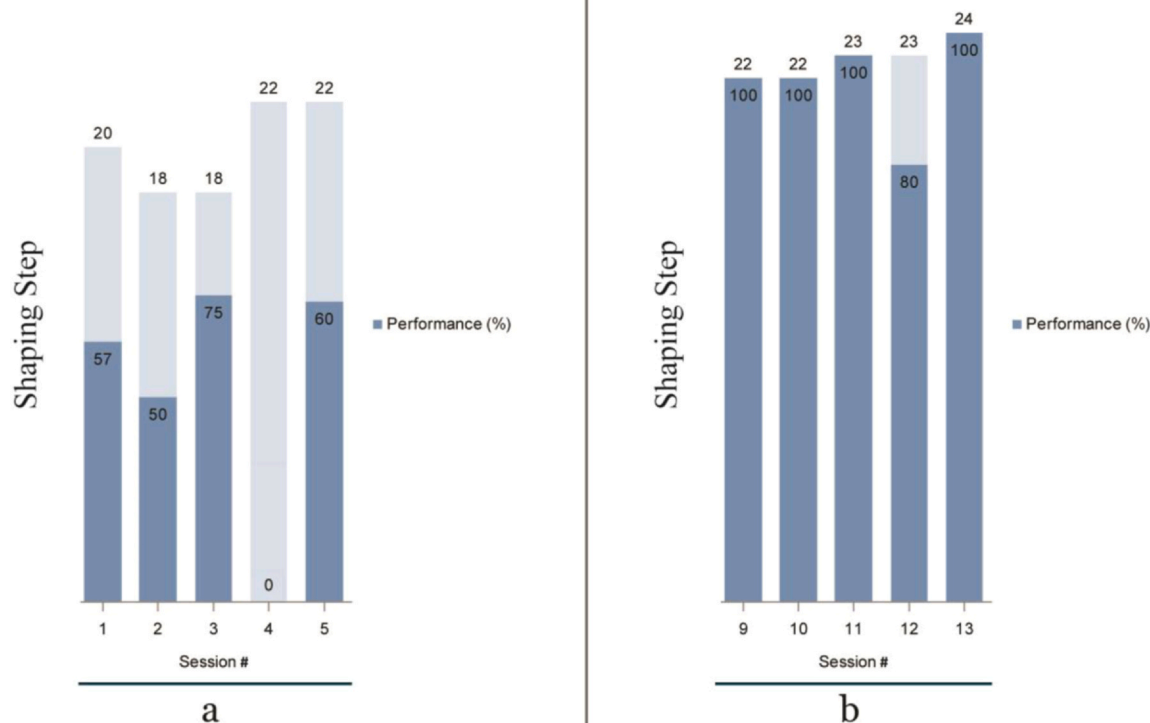 20
18
18
22
22
57
50
75
0
60
Shaping Step
Performance (%)
1 2 3 4 5
Session #
a
22
22
23
23
24
100
100
100
80
100
Shaping Step
Performance (%)
9 10 11 12 13
Session #
b